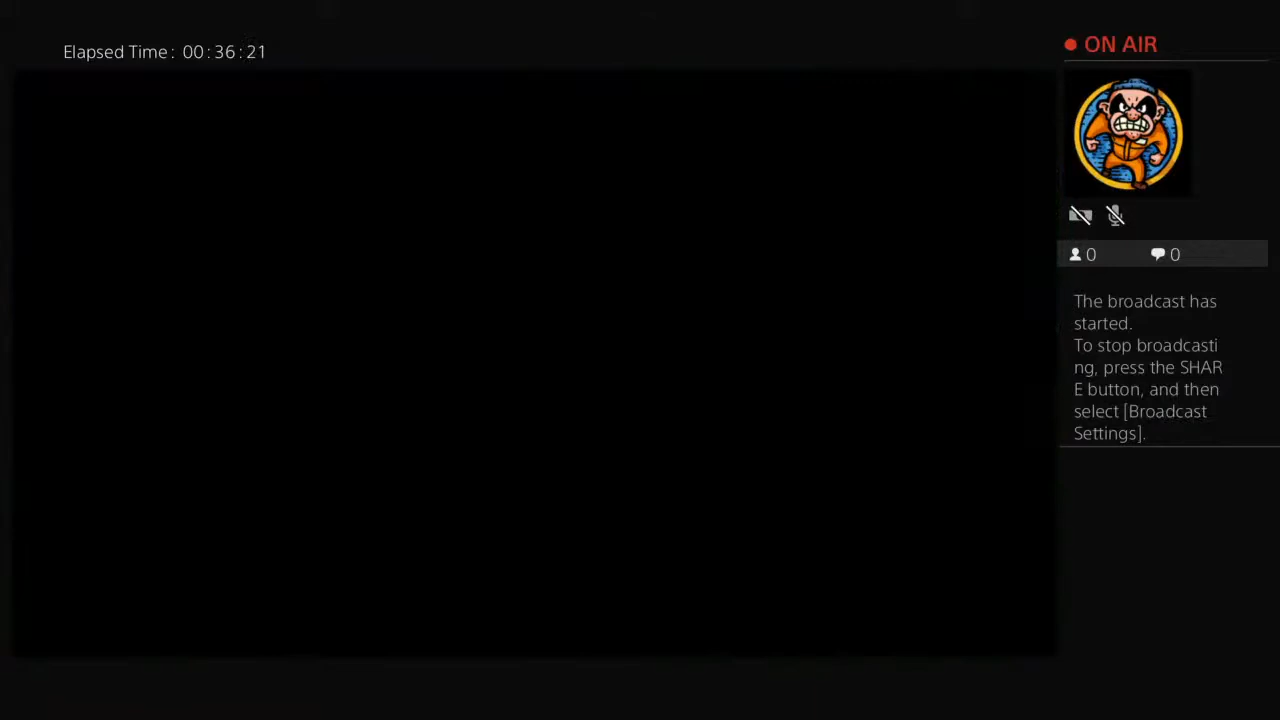 Elapsed Time: 00:36:21
ON AIR
0 0
The broadcast has
started.
To stop broadcasti
ng, press the SHAR
E button, and then
select [Broadcast
Settings].